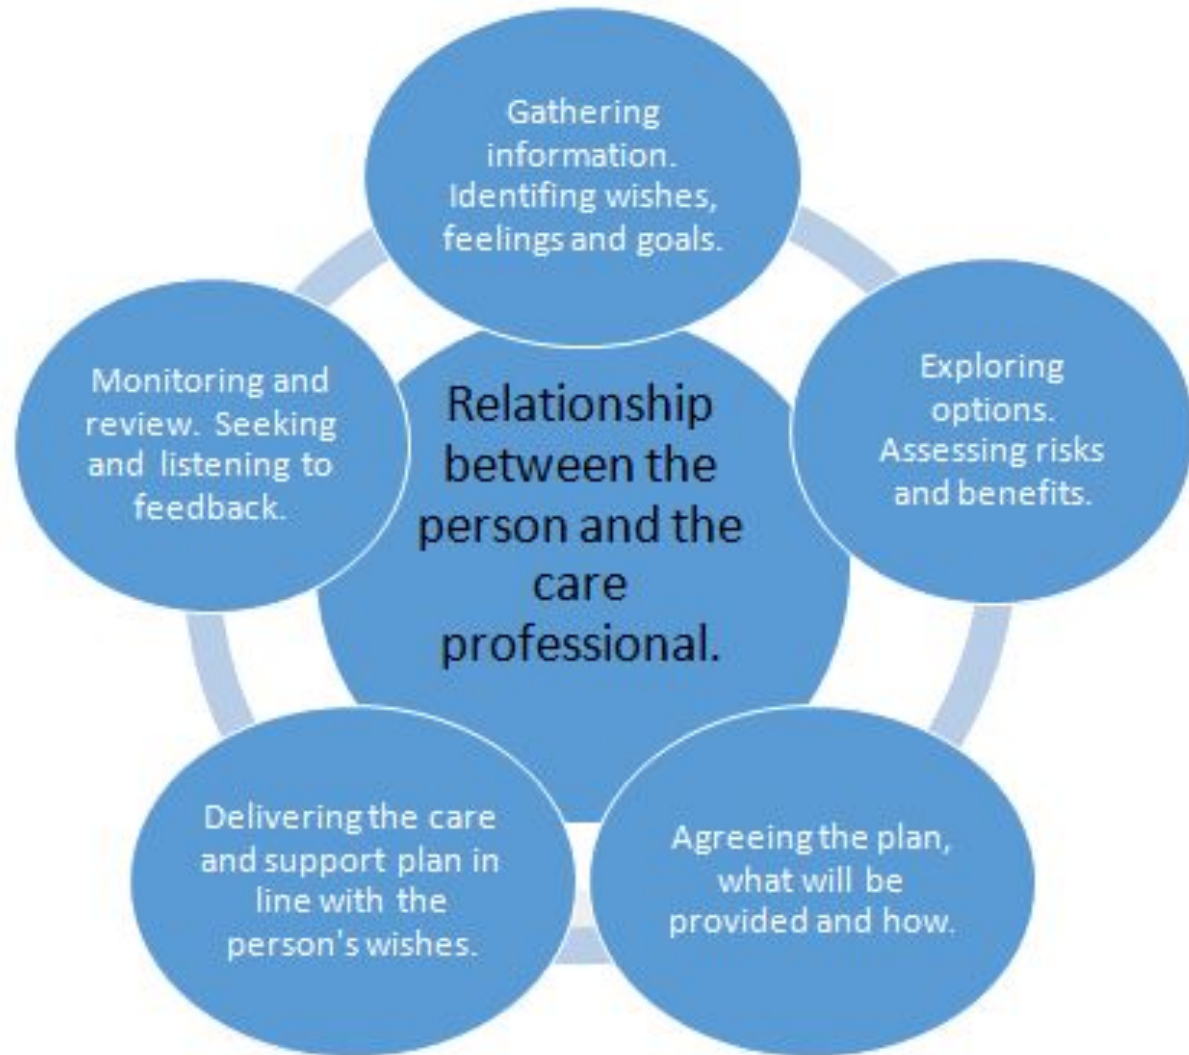 Gathering
information.
Identifing wishes,
feelings and goals.
Exploring
options.
Assessing risks
and benefits.
Agreeing the plan,
what will be
provided and how.
Delivering the care
and support plan in
line with the
person's wishes.
Monitoring and
review. Seeking
and listening to
feedback.
Relationship
between the
person and the
care
professional.